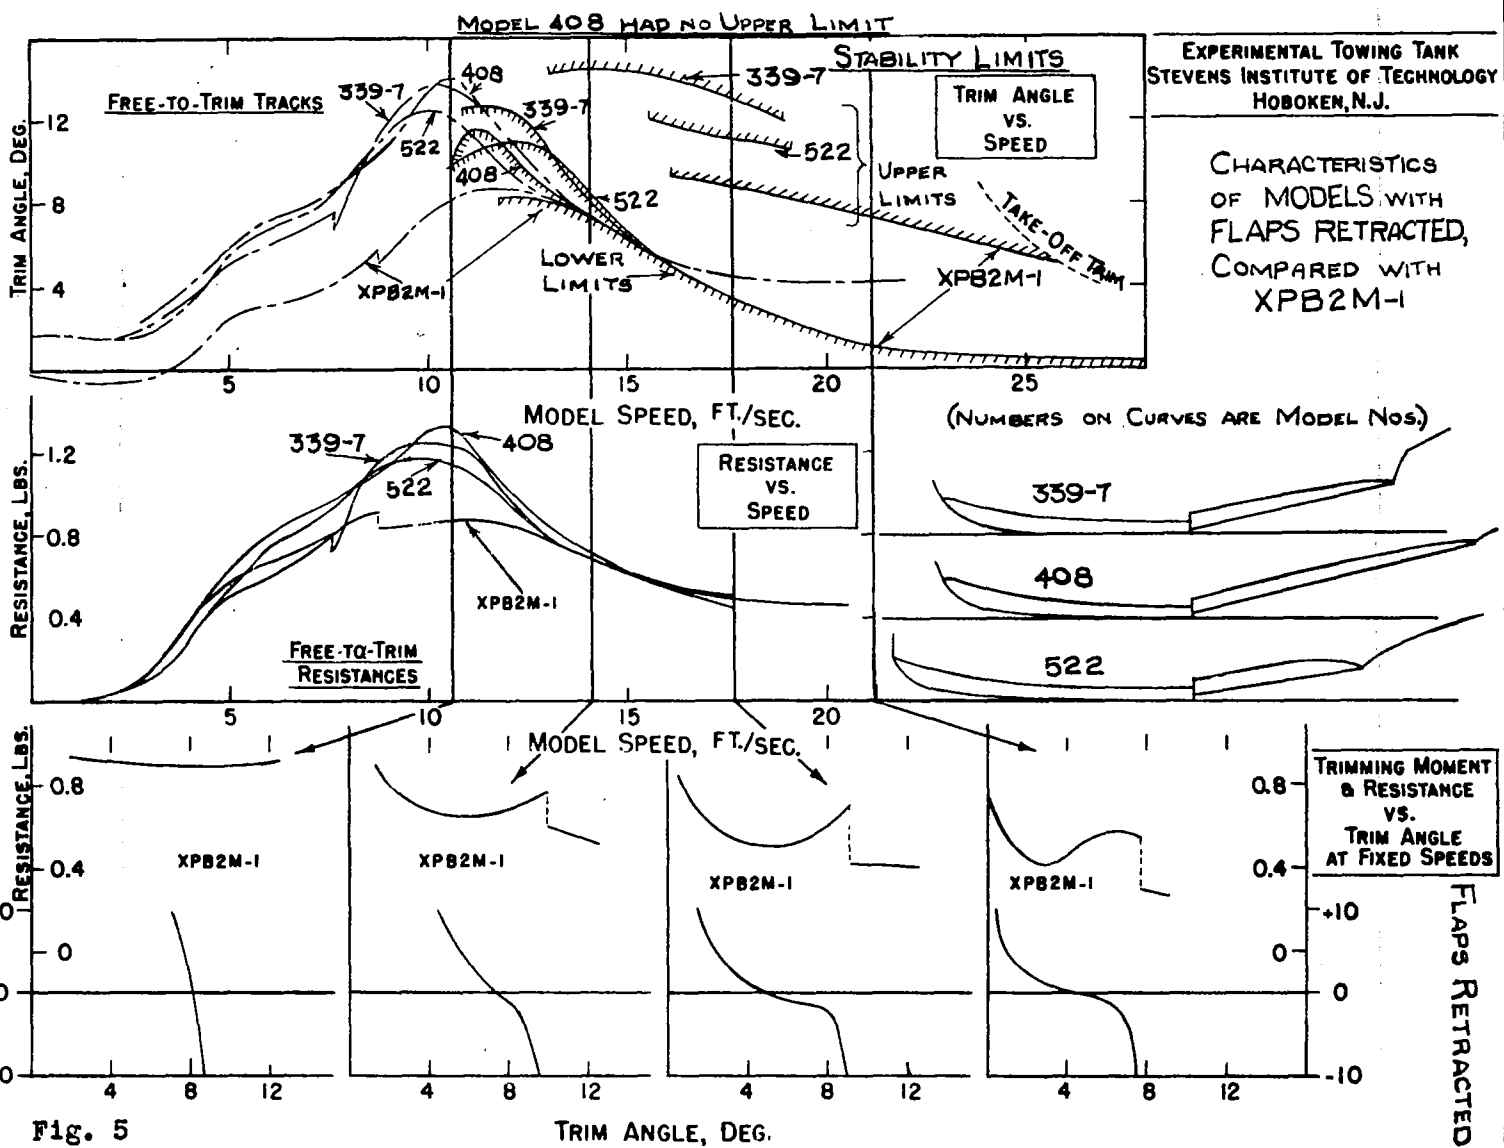 MODEL 408 HAD NO UPPER LIMIT
STABILITY LIMITS
FREE-TO-TRIM TRACKS
339-7
408
339-7
522
408
522
XPB2M-1
LOWER
LIMITS
339-7
522
UPPER
LIMITS
TAKE-OFF TRIM
XPB2M-1
TRIM ANGLE
VS.
SPEED
TRIM ANGLE, DEG.
12
8
4
5
10
15
20
25
MODEL SPEED, FT./SEC.
EXPERIMENTAL TOWING TANK
STEVENS INSTITUTE OF TECHNOLOGY
HOBOKEN, N.J.
CHARACTERISTICS
OF MODELS WITH
FLAPS RETRACTED,
COMPARED WITH
XPB2M-1
(NUMBERS ON CURVES ARE MODEL NOS.)
339-7
408
522
RESISTANCE, LBS.
1.2
0.8
0.4
339-7
408
522
XPB2M-1
RESISTANCE
VS.
SPEED
FREE-TO-TRIM
RESISTANCES
5
10
15
20
MODEL SPEED, FT./SEC.
RESISTANCE, LBS.
0.8
0.4
0
0
0
0
XPB2M-1
XPB2M-1
XPB2M-1
XPB2M-1
0.8
0.4
0
+10
0
-10
4
8
12
4
8
12
4
8
12
4
8
12
TRIMMING MOMENT
& RESISTANCE
VS.
TRIM ANGLE
AT FIXED SPEEDS
FLAPS RETRACTED
Fig. 5
TRIM ANGLE, DEG.